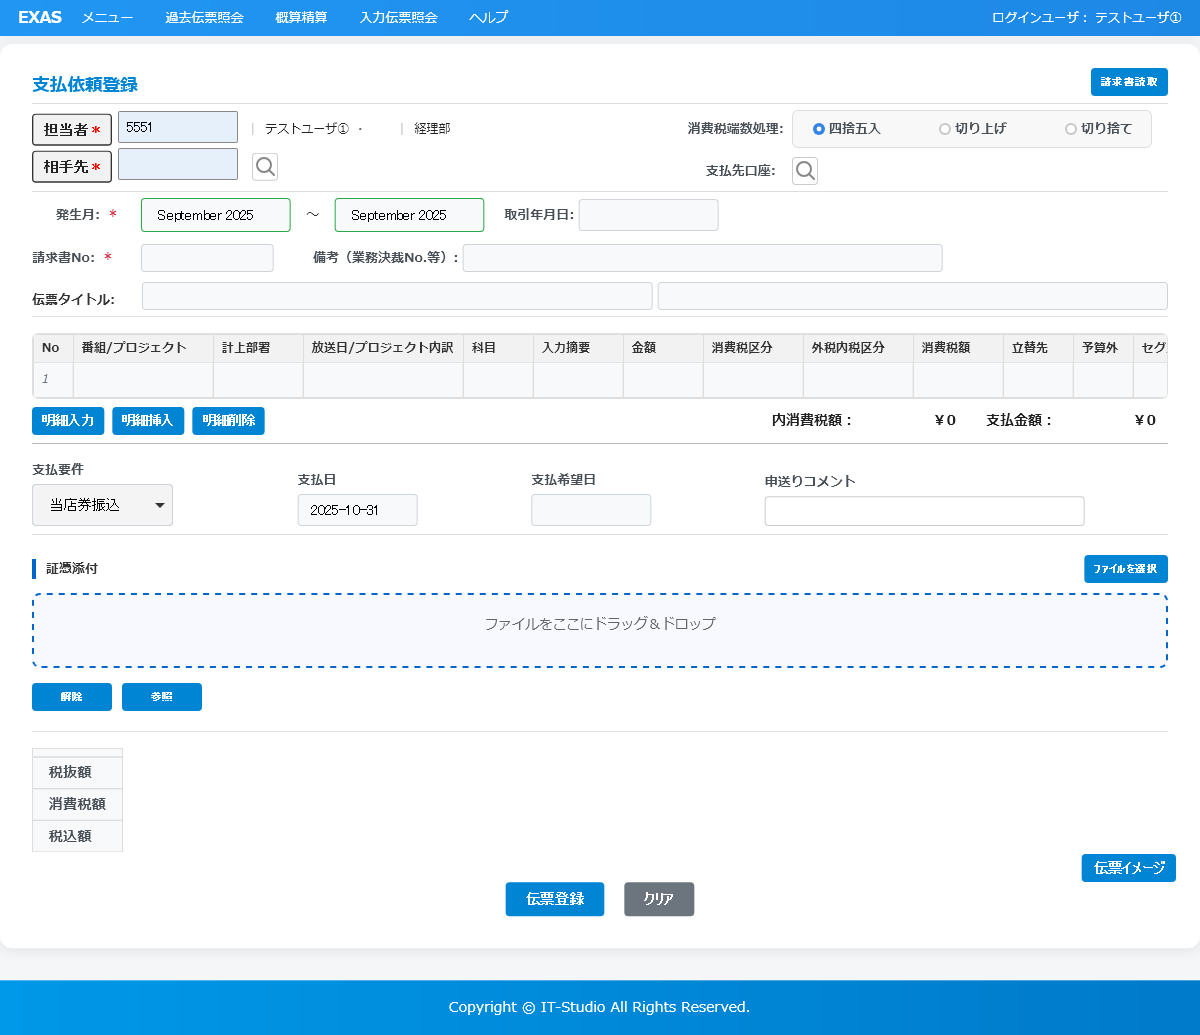 EXAS メニュー 過去伝票照会 概算精算 入力伝票照会 ヘルプ ログインユーザ： テストユーザ①
支払依頼登録 請求書読取
担当者* 5551 | テストユーザ① ・ | 経理部 消費税端数処理: 四捨五入 切り上げ 切り捨て
相手先* 支払先口座:
発生月: * September 2025 ～ September 2025 取引年月日:
請求書No: * 備考（業務決裁No.等）:
伝票タイトル:
No 番組/プロジェクト 計上部署 放送日/プロジェクト内訳 科目 入力摘要 金額 消費税区分 外税内税区分 消費税額 立替先 予算外 セグ
1
明細入力 明細挿入 明細削除 内消費税額： ￥0 支払金額： ￥0
支払要件 支払日 支払希望日 申送りコメント
当店券振込 2025-10-31
証憑添付 ファイルを選択
ファイルをここにドラッグ＆ドロップ
解除 参照
税抜額
消費税額
税込額
伝票イメージ
伝票登録 クリア
Copyright © IT-Studio All Rights Reserved.